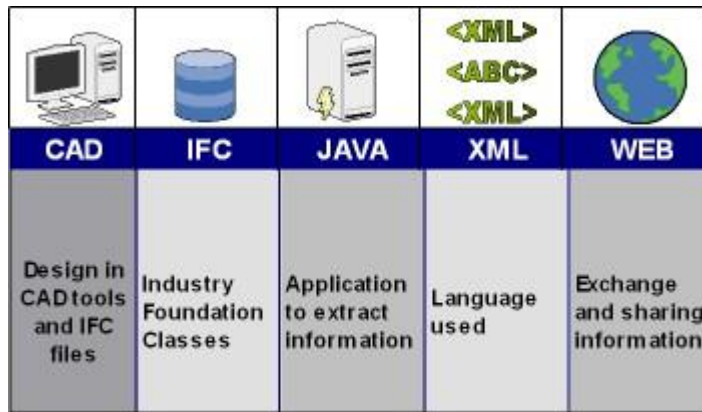 <XML>
<ABC>
<XML>
CAD
IFC
JAVA
XML
WEB
Design in
CAD tools
and IFC
files
Industry
Foundation
Classes
Application
to extract
information
Language
used
Exchange
and sharing
information